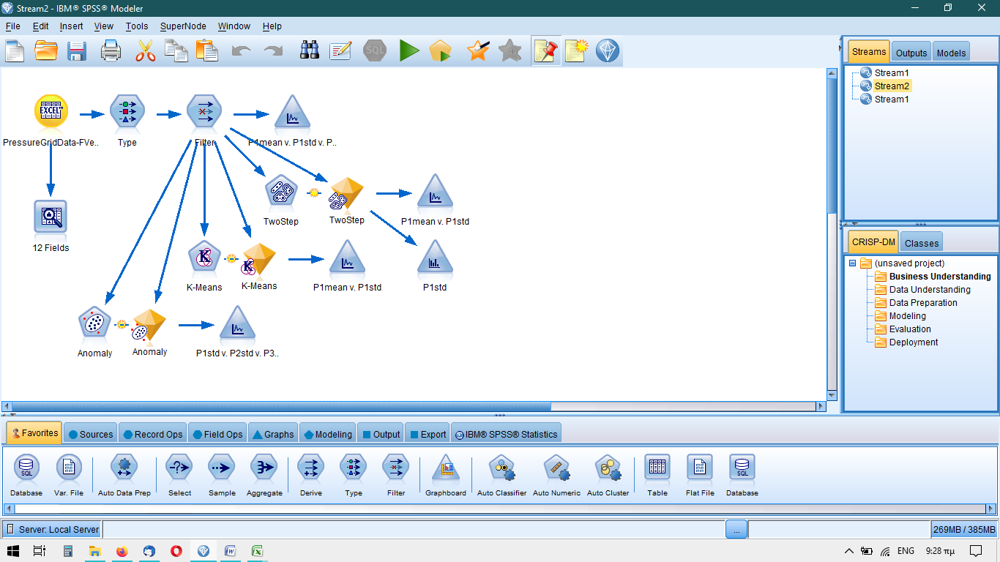 Stream2 - IBM® SPSS® Modeler
File Edit Insert View Tools SuperNode Window Help
SQL
Streams Outputs Models
Stream1
Stream2
Stream1
EXCEL
PressureGridData-FVe.. Type Filter P1mean v. P1std v. P..
TwoStep TwoStep P1mean v. P1std
12 Fields
K
K
K-Means K-Means P1mean v. P1std P1std
Anomaly Anomaly P1std v. P2std v. P3..
CRISP-DM Classes
(unsaved project)
Business Understanding
Data Understanding
Data Preparation
Modeling
Evaluation
Deployment
Favorites Sources Record Ops Field Ops Graphs Modeling Output Export IBM® SPSS® Statistics
SQL SQL
Database Var. File Auto Data Prep Select Sample Aggregate Derive Type Filter Graphboard Auto Classifier Auto Numeric Auto Cluster Table Flat File Database
Server: Local Server ... 269MB / 385MB
ENG 9:28 πμ